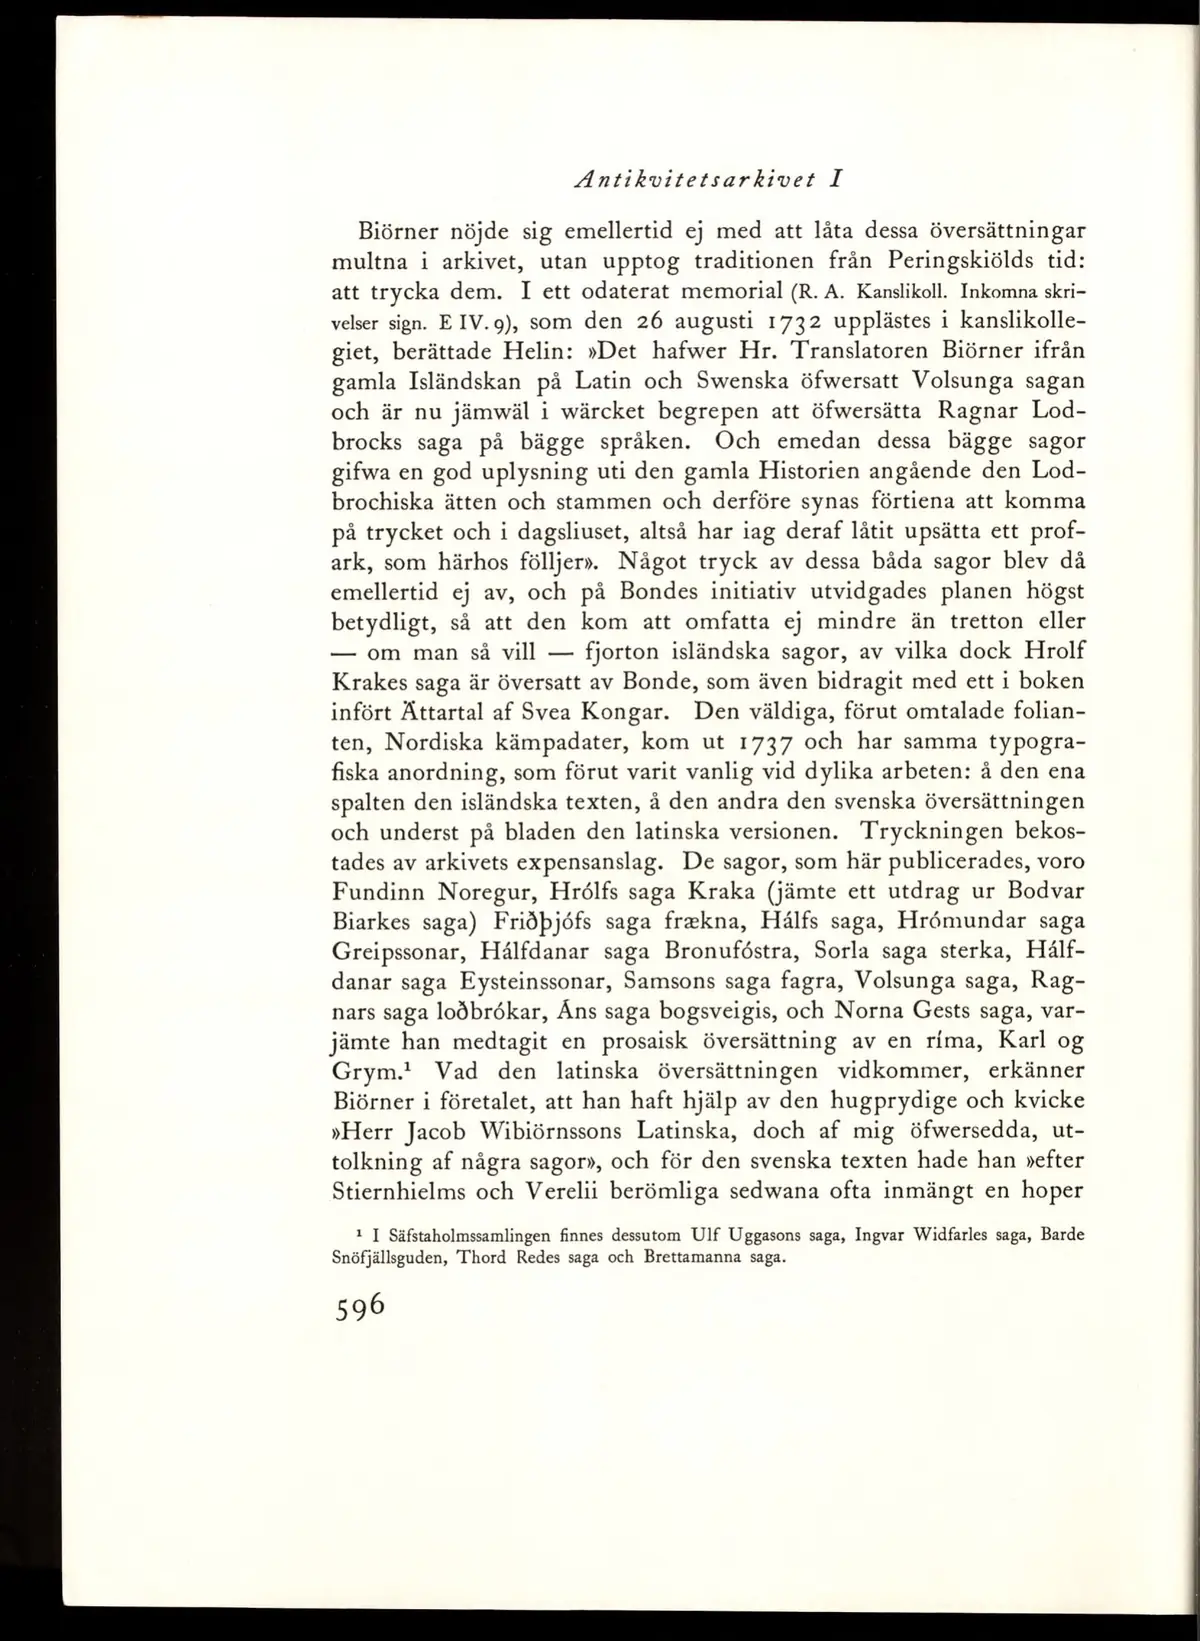 Antikvitetsarkivet I
Biörner nöjde sig emellertid ej med att låta dessa översättningar
multna i arkivet, utan upptog traditionen från Peringskiölds tid:
att trycka dem. I ett odaterat memorial (R. A. Kanslikoll. Inkomna skri-
velser sign. E IV. 9), som den 26 augusti 1732 upplästes i kanslikolle-
giet, berättade Helin: »Det hafwer Hr. Translatoren Biörner ifrån
gamla Isländskan på Latin och Swenska öfwersatt Volsunga sagan
och är nu jämwäl i wärcket begrepen att öfwersätta Ragnar Lod-
brocks saga på bägge språken. Och emedan dessa bägge sagor
gifwa en god uplysning uti den gamla Historien angående den Lod-
brochiska ätten och stammen och derföre synas förtiena att komma
på trycket och i dagsliuset, altså har iag deraf låtit upsätta ett prof-
ark, som härhos fölljer». Något tryck av dessa båda sagor blev då
emellertid ej av, och på Bondes initiativ utvidgades planen högst
betydligt, så att den kom att omfatta ej mindre än tretton eller
— om man så vill — fjorton isländska sagor, av vilka dock Hrolf
Krakes saga är översatt av Bonde, som även bidragit med ett i boken
infört Ättartal af Svea Kongar. Den väldiga, förut omtalade folian-
ten, Nordiska kämpadater, kom ut 1737 och har samma typogra-
fiska anordning, som förut varit vanlig vid dylika arbeten: å den ena
spalten den isländska texten, å den andra den svenska översättningen
och underst på bladen den latinska versionen. Tryckningen bekos-
tades av arkivets expensanslag. De sagor, som här publicerades, voro
Fundinn Noregur, Hrólfs saga Kraka (jämte ett utdrag ur Bodvar
Biarkes saga) Friðþjófs saga frækna, Hálfs saga, Hrómundar saga
Greipssonar, Hálfdanar saga Bronufóstra, Sorla saga sterka, Hálf-
danar saga Eysteinssonar, Samsons saga fagra, Volsunga saga, Rag-
nars saga loðbrókar, Áns saga bogsveigis, och Norna Gests saga, var-
jämte han medtagit en prosaisk översättning av en ríma, Karl og
Grym.¹ Vad den latinska översättningen vidkommer, erkänner
Biörner i företalet, att han haft hjälp av den hugprydige och kvicke
»Herr Jacob Wibiörnssons Latinska, doch af mig öfwersedda, ut-
tolkning af några sagor», och för den svenska texten hade han »efter
Stiernhielms och Verelii berömliga sedwana ofta inmängt en hoper
¹ I Säfstaholmssamlingen finnes dessutom Ulf Uggasons saga, Ingvar Widfarles saga, Barde
Snöfjällsguden, Thord Redes saga och Brettamanna saga.
596